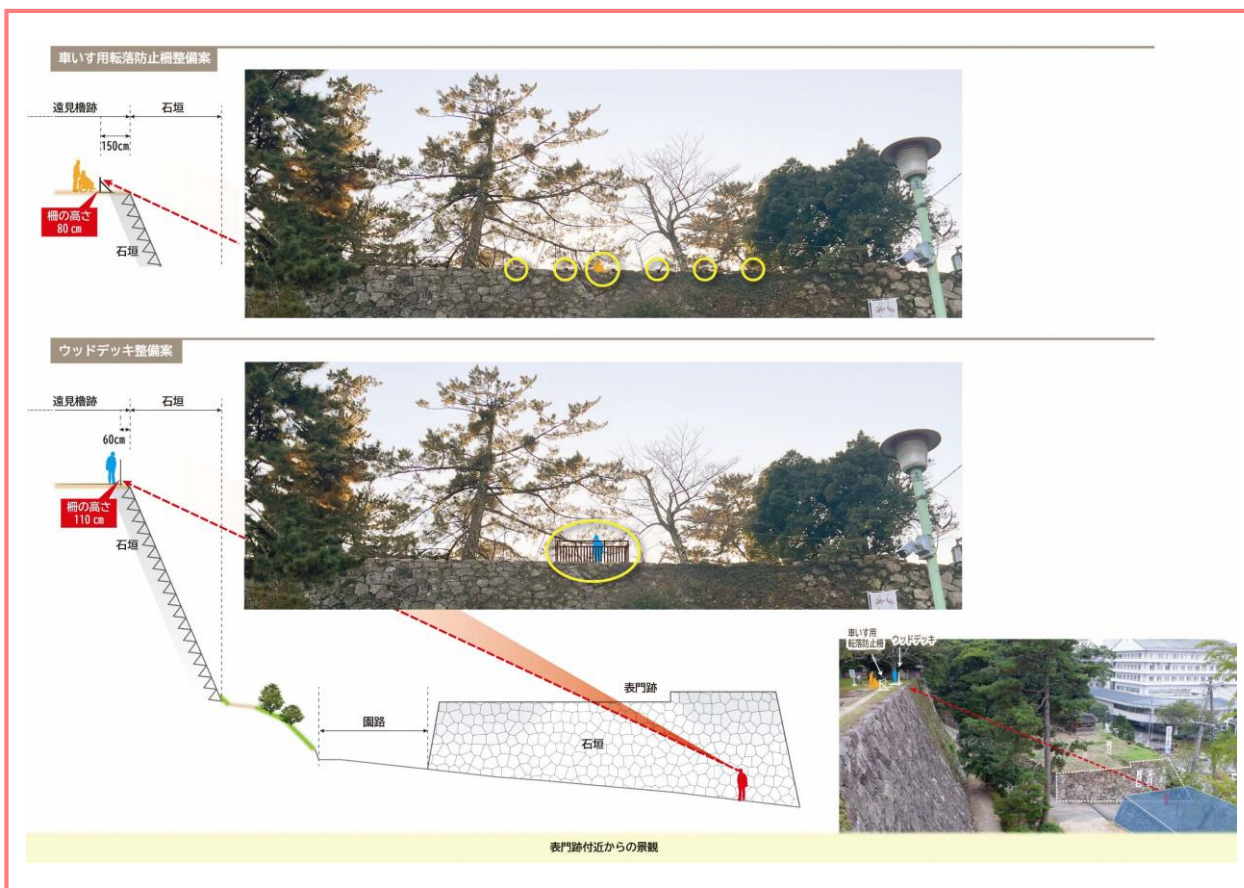 車いす用転落防止柵整備案
遠見櫓跡
石垣
150cm
柵の高さ
80 cm
石垣
ウッドデッキ整備案
遠見櫓跡
石垣
60cm
柵の高さ
110 cm
石垣
園路
表門跡
石垣
車いす用
転落防止柵
ウッドデッキ
表門跡付近からの景観